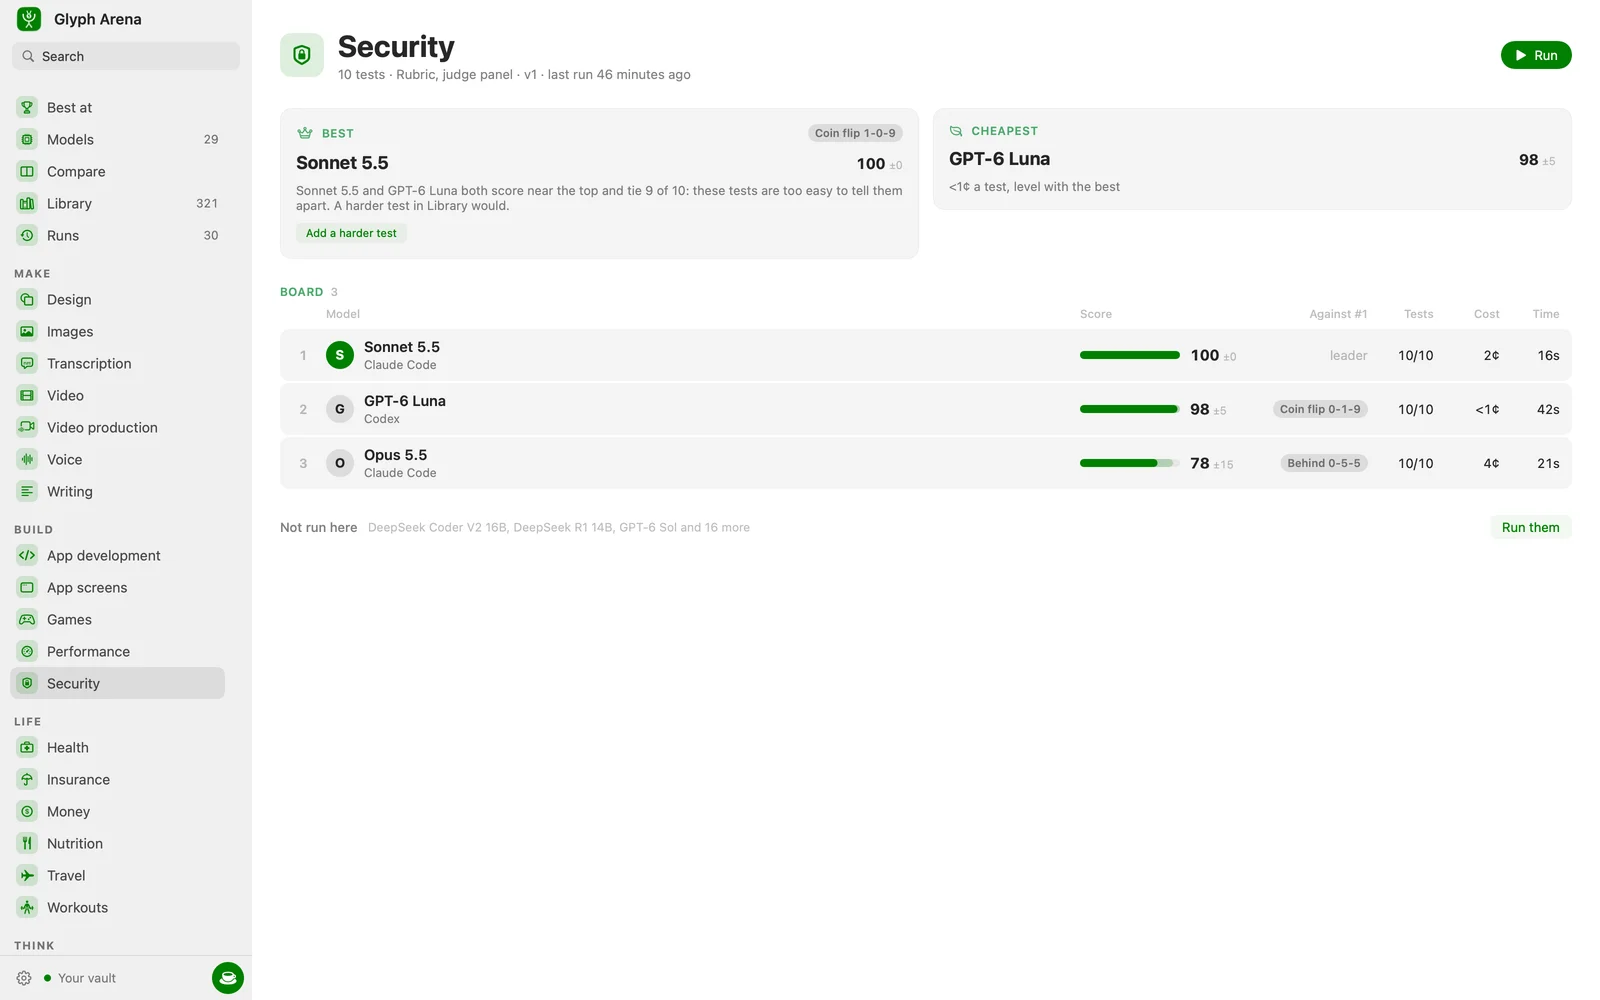 Glyph Arena
Search
Best at
Models 29
Compare
Library 321
Runs 30
MAKE
Design
Images
Transcription
Video
Video production
Voice
Writing
BUILD
App development
App screens
Games
Performance
Security
LIFE
Health
Insurance
Money
Nutrition
Travel
Workouts
THINK
Your vault
Security
10 tests · Rubric, judge panel · v1 · last run 46 minutes ago
Run
BEST
Coin flip 1-0-9
Sonnet 5.5
100 ±0
Sonnet 5.5 and GPT-6 Luna both score near the top and tie 9 of 10: these tests are too easy to tell them
apart. A harder test in Library would.
Add a harder test
CHEAPEST
GPT-6 Luna
98 ±5
<1¢ a test, level with the best
BOARD 3
Model Score Against #1 Tests Cost Time
1 S Sonnet 5.5 100 ±0 leader 10/10 2¢ 16s
Claude Code
2 G GPT-6 Luna 98 ±5 Coin flip 0-1-9 10/10 <1¢ 42s
Codex
3 O Opus 5.5 78 ±15 Behind 0-5-5 10/10 4¢ 21s
Claude Code
Not run here DeepSeek Coder V2 16B, DeepSeek R1 14B, GPT-6 Sol and 16 more
Run them